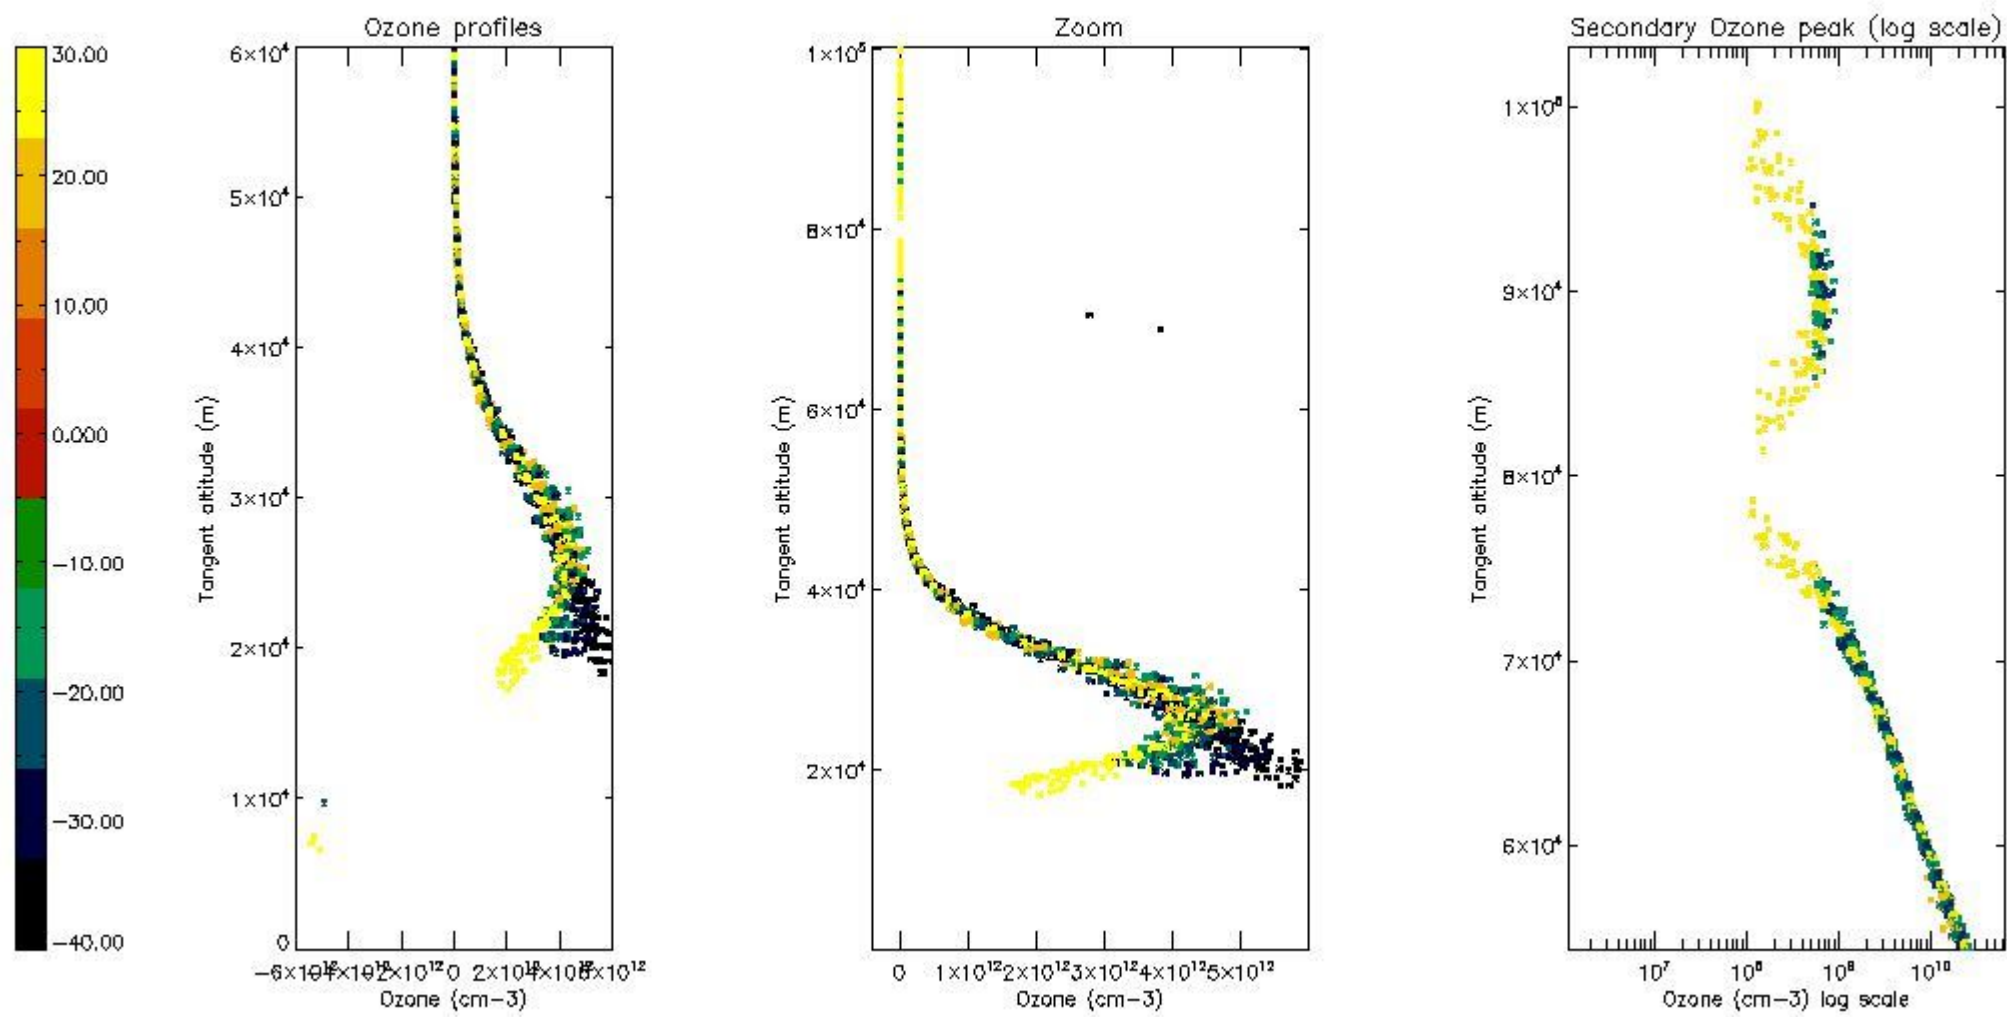 Ozone profiles
Zoom
Secondary Ozone peak (log scale)
30.00
20.00
10.00
0.000
−10.00
−20.00
−30.00
−40.00
6×10⁴
5×10⁴
4×10⁴
3×10⁴
2×10⁴
1×10⁴
0
Tangent altitude (m)
0
Ozone (cm−3)
1×10⁵
8×10⁴
6×10⁴
4×10⁴
2×10⁴
Tangent altitude (m)
0 1×10¹² 2×10¹² 3×10¹² 4×10¹² 5×10¹²
Ozone (cm−3)
9×10⁴
8×10⁴
7×10⁴
6×10⁴
Tangent altitude (m)
10⁷ 10⁸ 10⁹ 10¹⁰
Ozone (cm−3) log scale